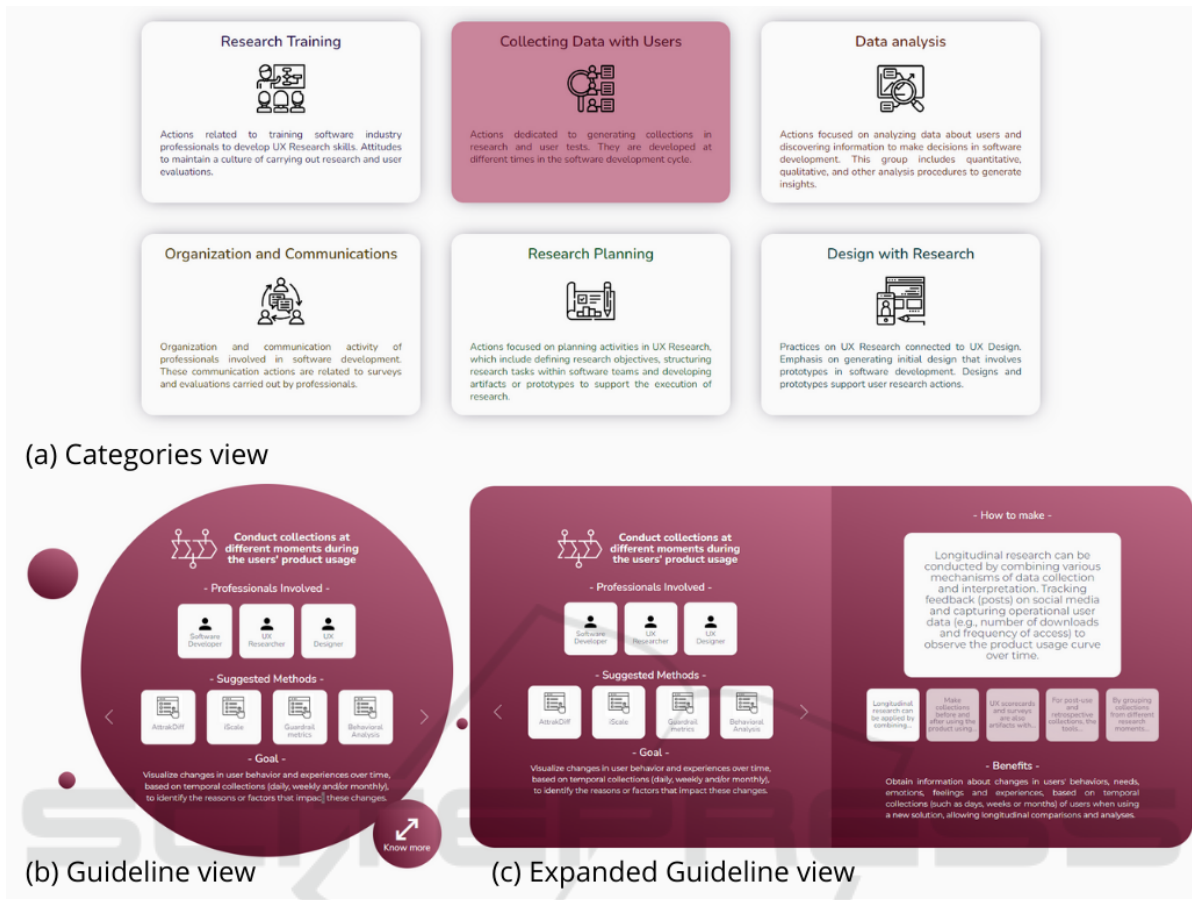 Research Training
Actions related to training software industry
professionals to develop UX Research skills. Attitudes
to maintain a culture of carrying out research and user
evaluations.
Collecting Data with Users
Actions dedicated to generating collections in
research and user tests. They are developed at
different times in the software development cycle.
Data analysis
Actions focused on analyzing data about users and
discovering information to make decisions in software
development. This group includes quantitative,
qualitative, and other analysis procedures to generate
insights.
Organization and Communications
Organization and communication activity of
professionals involved in software development.
These communication actions are related to surveys
and evaluations carried out by professionals.
Research Planning
Actions focused on planning activities in UX Research,
which include defining research objectives, structuring
research tasks within software teams and developing
artifacts or prototypes to support the execution of
research.
Design with Research
Practices on UX Research connected to UX Design.
Emphasis on generating initial design that involves
prototypes in software development. Designs and
prototypes support user research actions.
(a) Categories view
Conduct collections at
different moments during
the users' product usage
- Professionals Involved -
Software
Developer
UX
Researcher
UX
Designer
- Suggested Methods -
AttrakDiff
iScale
Guardrail
metrics
Behavioral
Analysis
- Goal -
Visualize changes in user behavior and experiences over time,
based on temporal collections (daily, weekly and/or monthly),
to identify the reasons or factors that impact these changes.
Know more
(b) Guideline view
Conduct collections at
different moments during
the users' product usage
- Professionals Involved -
Software
Developer
UX
Researcher
UX
Designer
- Suggested Methods -
AttrakDiff
iScale
Guardrail
metrics
Behavioral
Analysis
- Goal -
Visualize changes in user behavior and experiences over time,
based on temporal collections (daily, weekly and/or monthly),
to identify the reasons or factors that impact these changes.
- How to make -
Longitudinal research can be
conducted by combining various
mechanisms of data collection
and interpretation. Tracking
feedback (posts) on social media
and capturing operational user
data (e.g., number of downloads
and frequency of access) to
observe the product usage curve
over time.
Longitudinal
research can
be applied by
combining...
Make
collections
before and
after using the
product using...
UX scorecards
and surveys
are also
artifacts with...
For post-use
and
retrospective
collections, the
tools...
By grouping
collections
from different
research
moments...
- Benefits -
Obtain information about changes in users' behaviors, needs,
emotions, feelings and experiences, based on temporal
collections (such as days, weeks or months) of users when using
a new solution, allowing longitudinal comparisons and analyses.
(c) Expanded Guideline view
SCITEPRESS